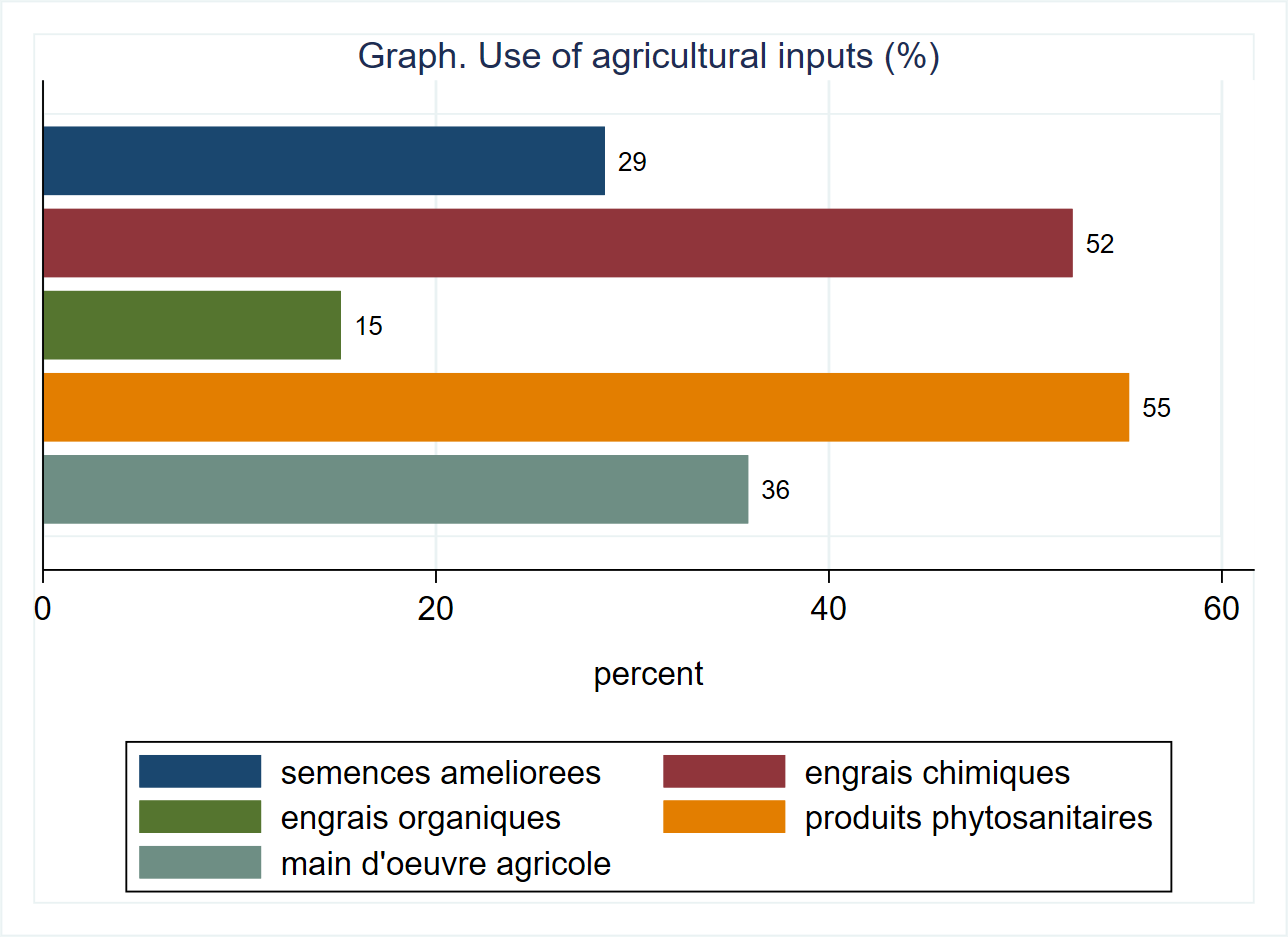 Graph. Use of agricultural inputs (%)
29
52
15
55
36
0 20 40 60
percent
semences ameliorees engrais chimiques
engrais organiques produits phytosanitaires
main d'oeuvre agricole